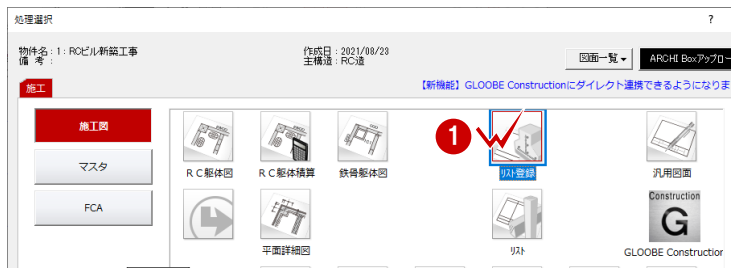 処理選択
?
物件名：1：RCビル新築工事
備 考：
作成日：2021/08/23
主構造：RC造
図面一覧
ARCHI Boxアップロー
施工
【新機能】GLOOBE Constructionにダイレクト連携できるようになりま
施工図
マスタ
FCA
1
ＲＣ躯体図
ＲＣ躯体積算
鉄骨躯体図
リスト登録
汎用図面
平面詳細図
リスト
Construction
G
GLOOBE Construction